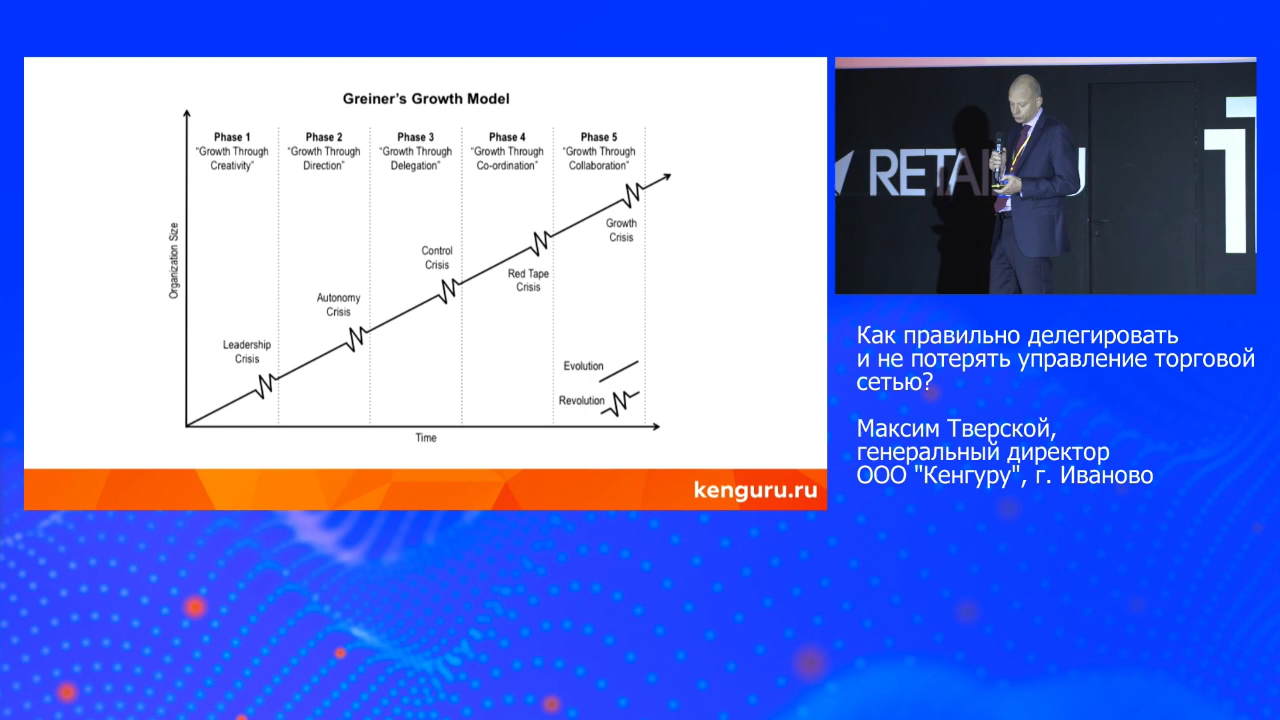 Greiner's Growth Model
Phase 1
"Growth Through
Creativity"
Phase 2
"Growth Through
Direction"
Phase 3
"Growth Through
Delegation"
Phase 4
"Growth Through
Co-ordination"
Phase 5
"Growth Through
Collaboration"
Organization Size
Leadership
Crisis
Autonomy
Crisis
Control
Crisis
Red Tape
Crisis
Growth
Crisis
Evolution
Revolution
Time
kenguru.ru
Как правильно делегировать
и не потерять управление торговой
сетью?
Максим Тверской,
генеральный директор
ООО "Кенгуру", г. Иваново